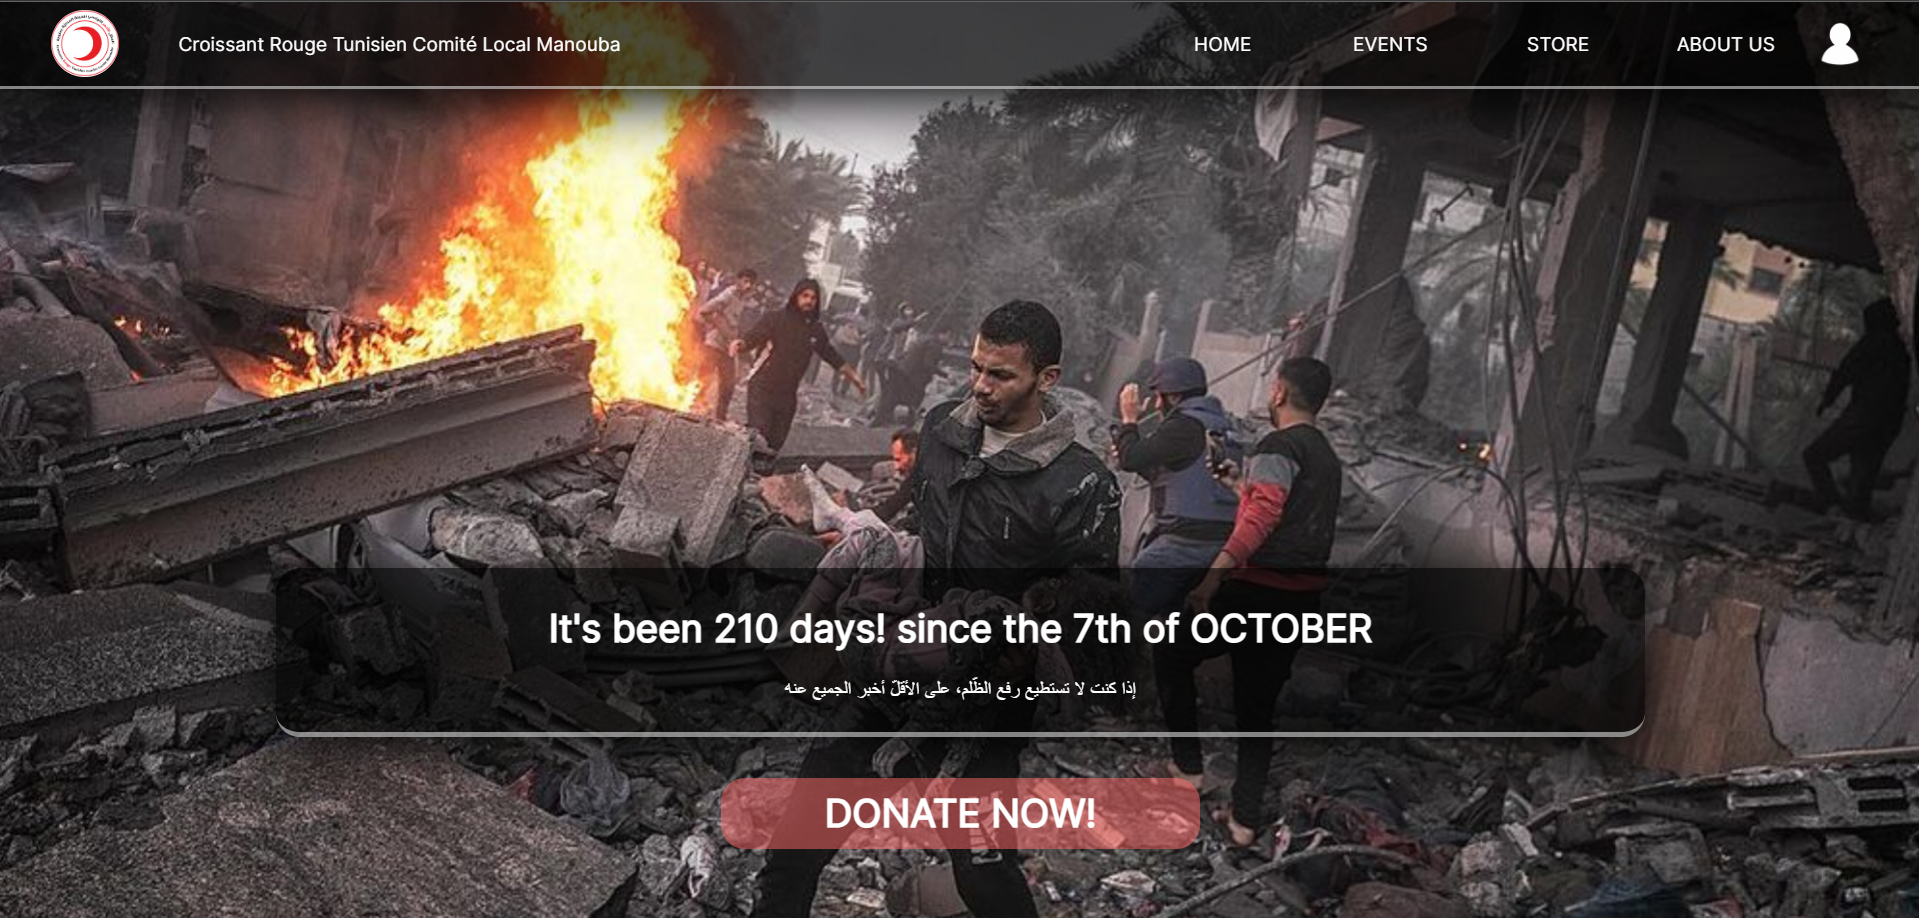 Croissant Rouge Tunisien Comité Local Manouba
HOME
EVENTS
STORE
ABOUT US
It's been 210 days! since the 7th of OCTOBER
إذا كنت لا تستطيع رفع الظّلم، على الأقلّ أخبر الجميع عنه
DONATE NOW!